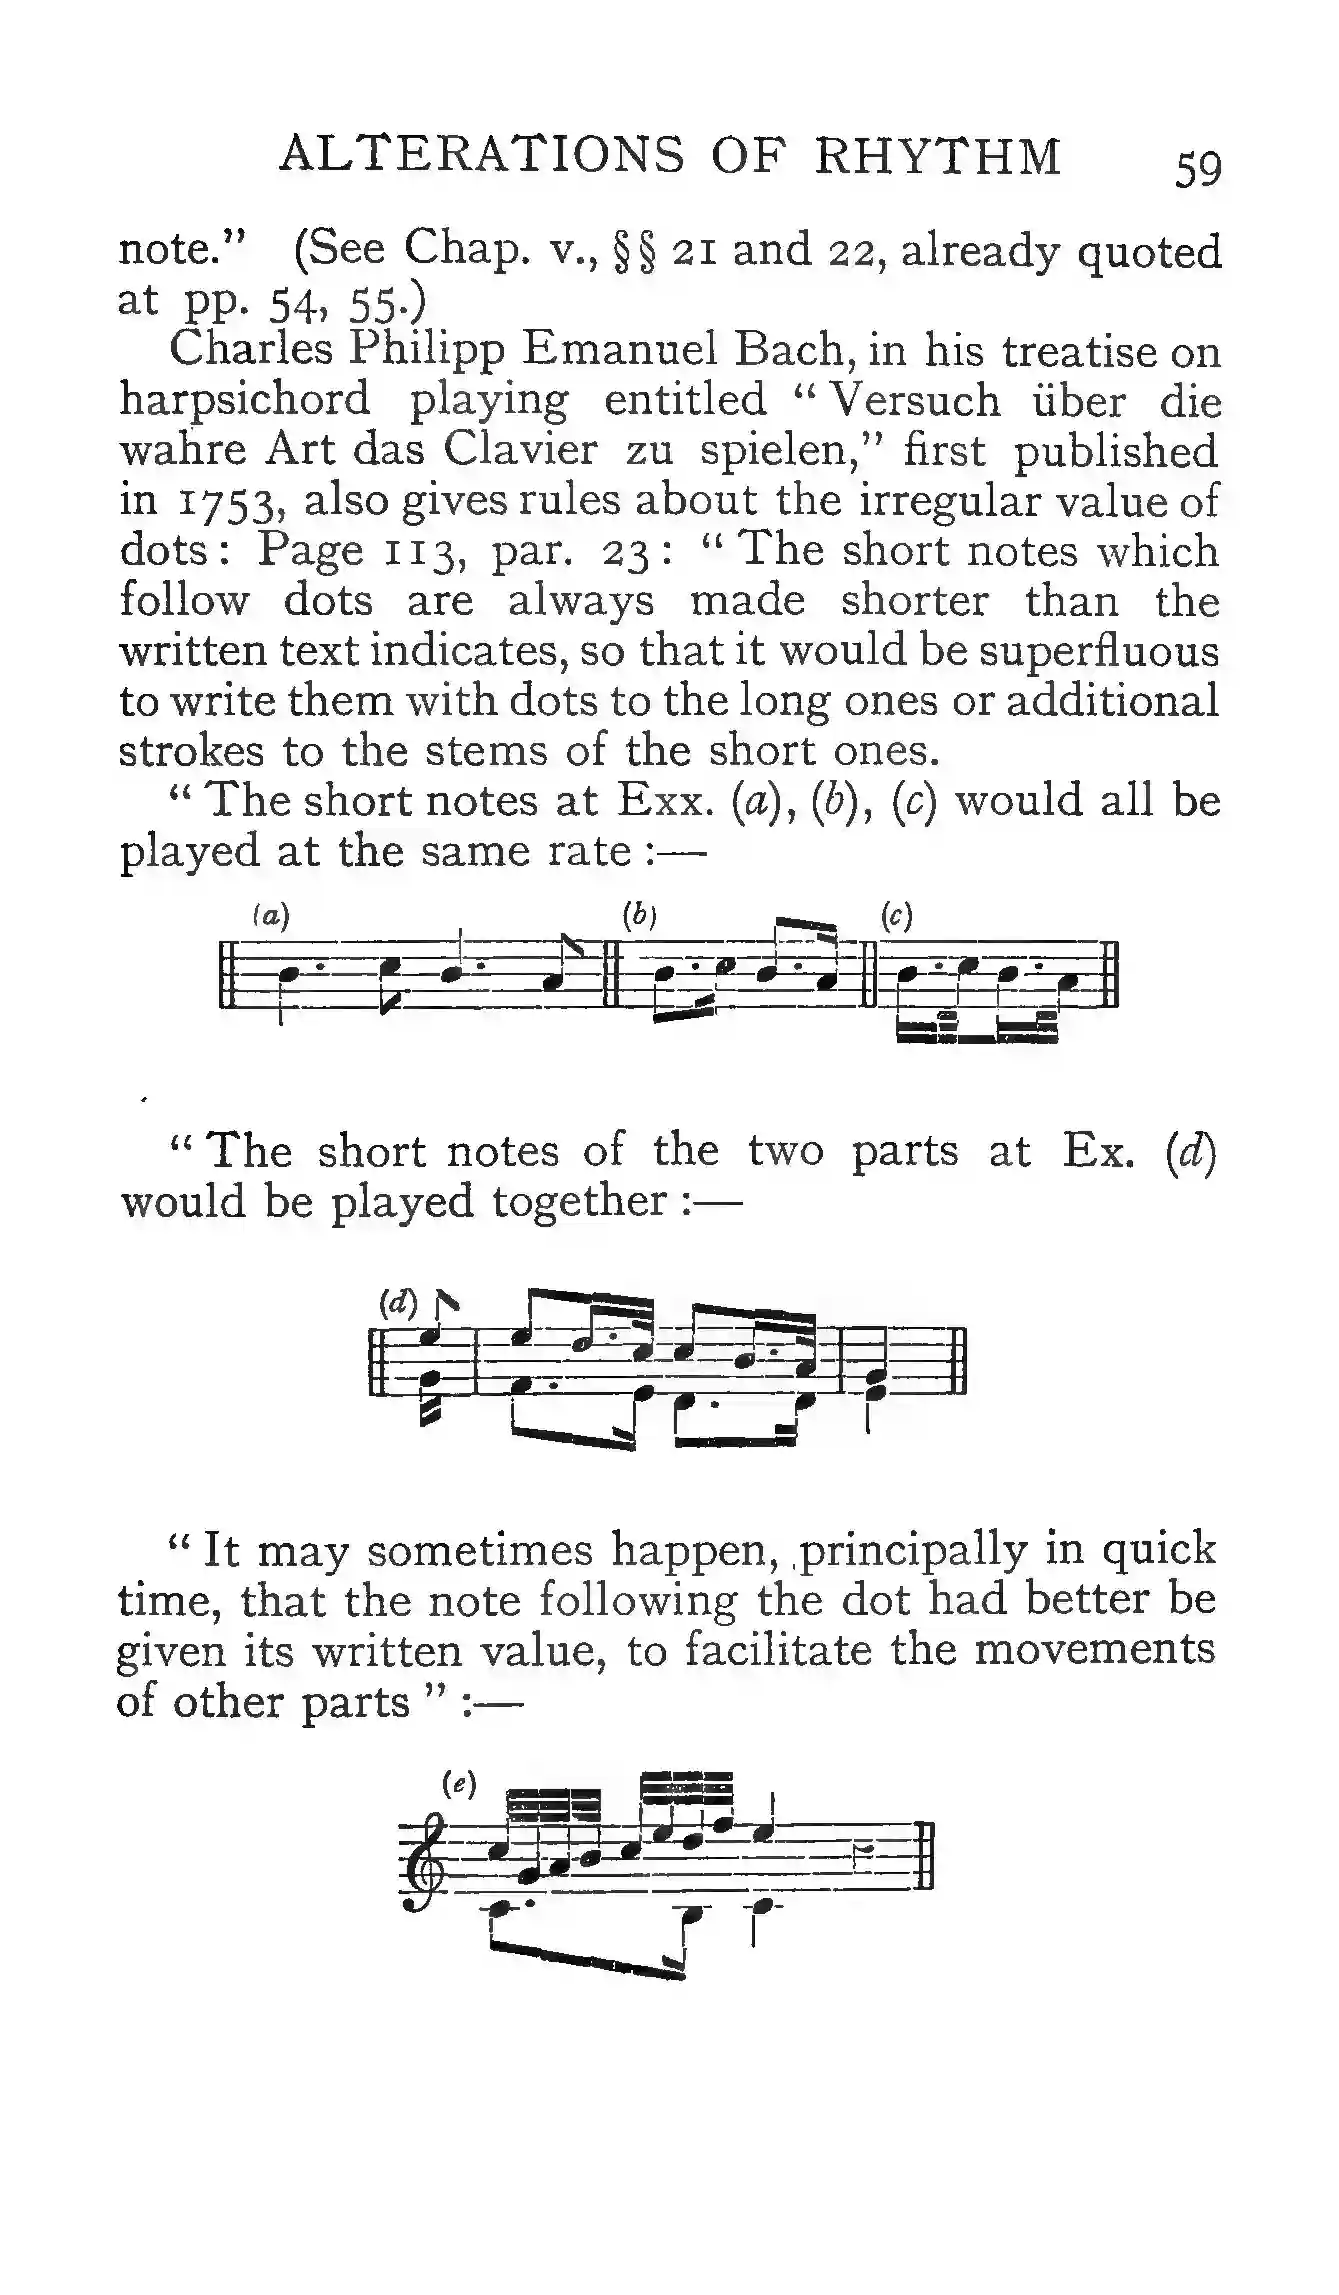 ALTERATIONS OF RHYTHM 59
note.” (See Chap. v., §§ 21 and 22, already quoted
at pp. 54, 55.)
Charles Philipp Emanuel Bach, in his treatise on
harpsichord playing entitled “Versuch über die
wahre Art das Clavier zu spielen,” first published
in 1753, also gives rules about the irregular value of
dots: Page 113, par. 23: “The short notes which
follow dots are always made shorter than the
written text indicates, so that it would be superfluous
to write them with dots to the long ones or additional
strokes to the stems of the short ones.
“The short notes at Exx. (a), (b), (c) would all be
played at the same rate:—
(a) (b) (c)
“The short notes of the two parts at Ex. (d)
would be played together:—
(d)
“It may sometimes happen, principally in quick
time, that the note following the dot had better be
given its written value, to facilitate the movements
of other parts”:—
(e)